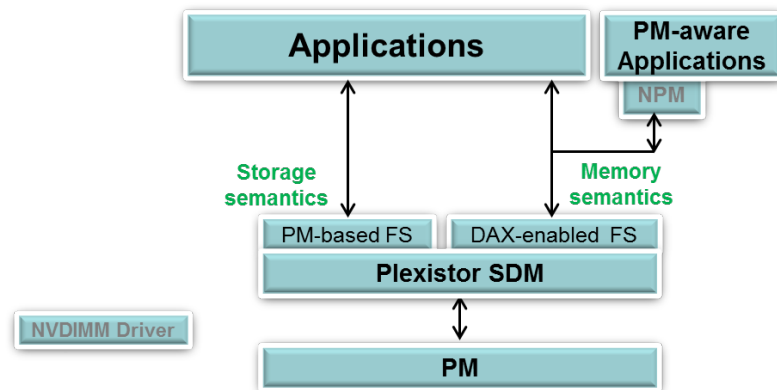 Applications
PM-aware
Applications
NPM
Storage
semantics
Memory
semantics
PM-based FS
DAX-enabled FS
Plexistor SDM
NVDIMM Driver
PM